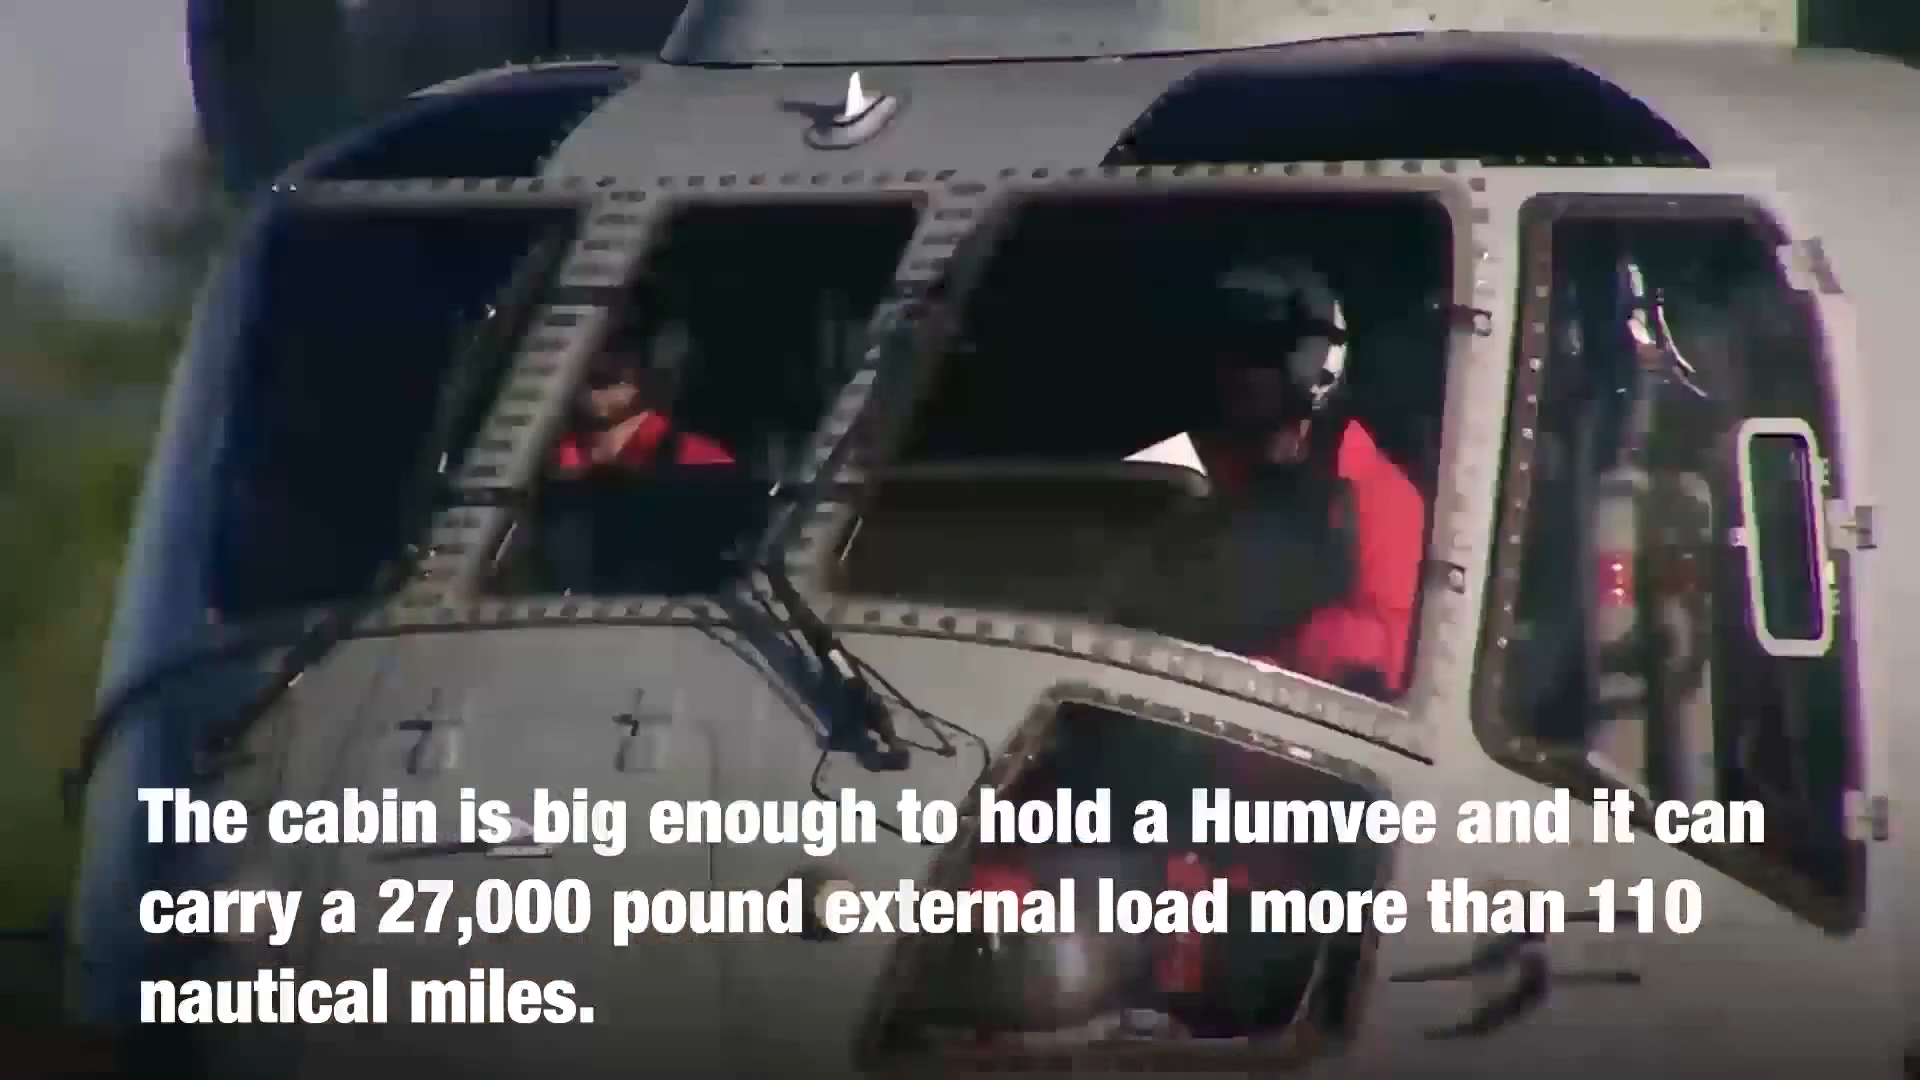 The cabin is big enough to hold a Humvee and it can
carry a 27,000 pound external load more than 110
nautical miles.